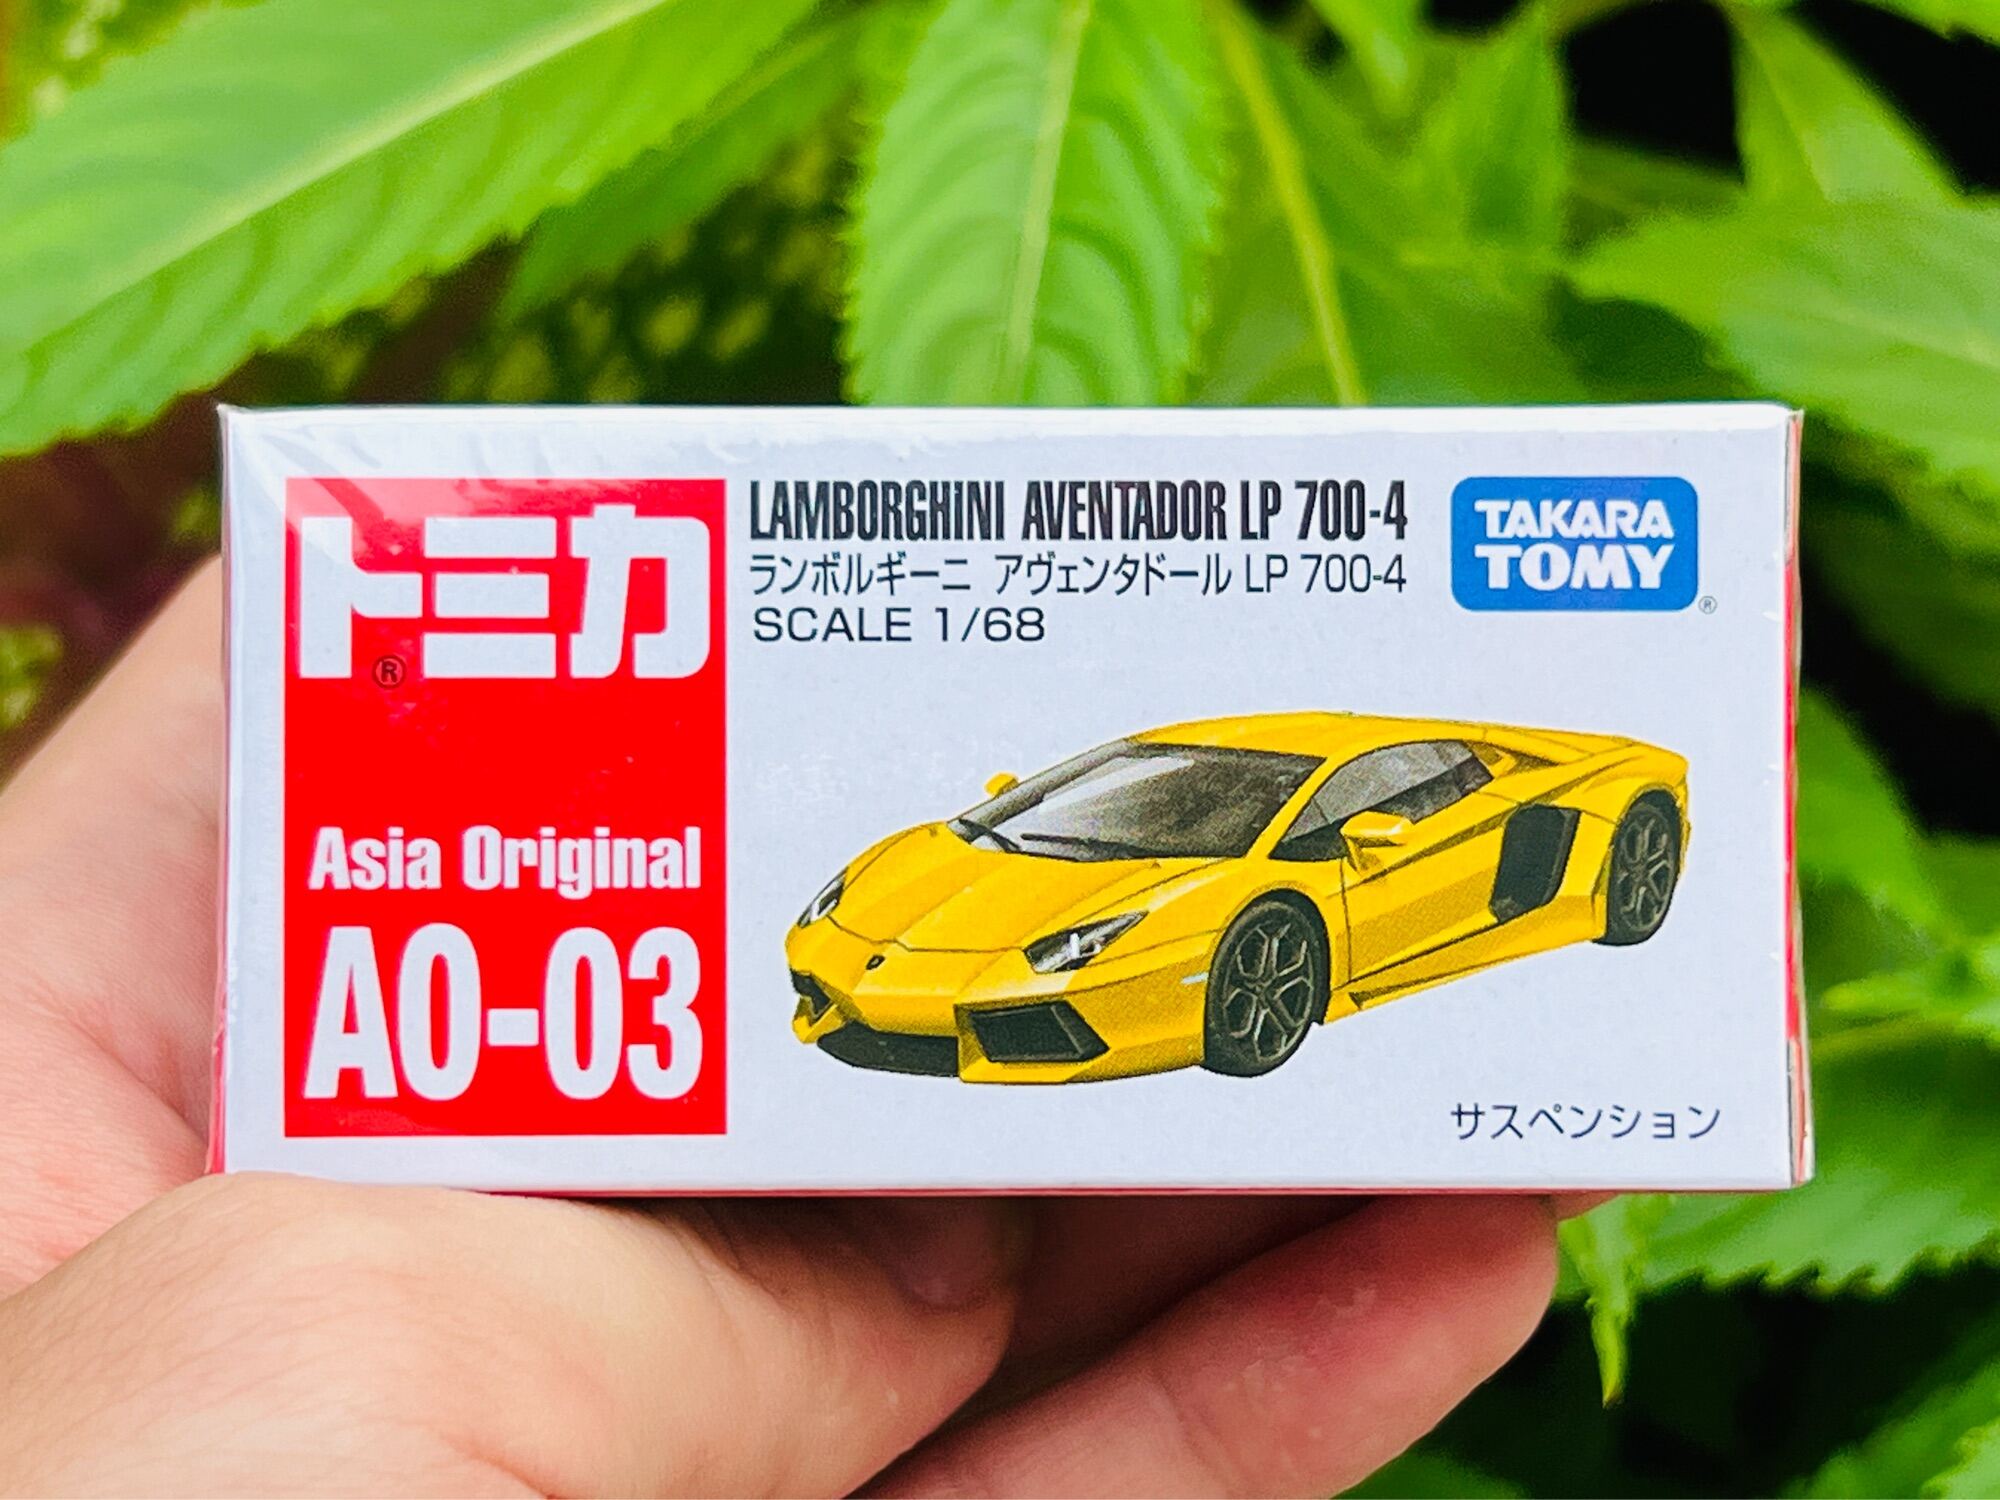 トミカ
®
Asia Original
AO-03
LAMBORGHINI AVENTADOR LP 700-4
ランボルギーニ アヴェンタドール LP 700-4
SCALE 1/68
TAKARA
TOMY
®
サスペンション